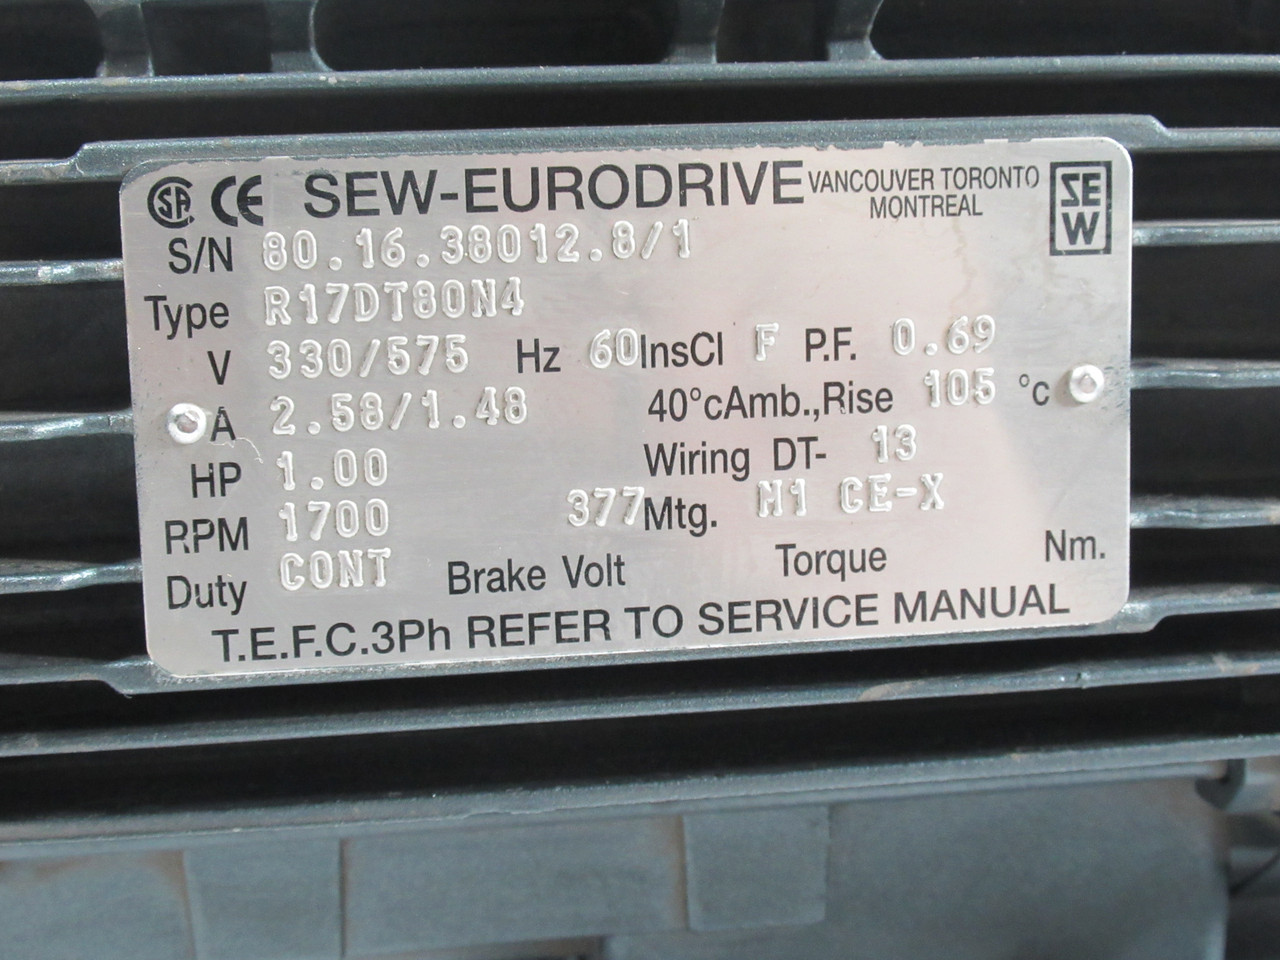 CSA CE SEW-EURODRIVE VANCOUVER TORONTO MONTREAL SEW
S/N 80.16.38012.8/1
Type R17DT80N4
V 330/575 Hz 60 InsCl F P.F. 0.69
A 2.58/1.48 40°cAmb.,Rise 105 °c
HP 1.00 Wiring DT- 13
RPM 1700 377 Mtg. M1 CE-X
Duty CONT Brake Volt Torque Nm.
T.E.F.C.3Ph REFER TO SERVICE MANUAL